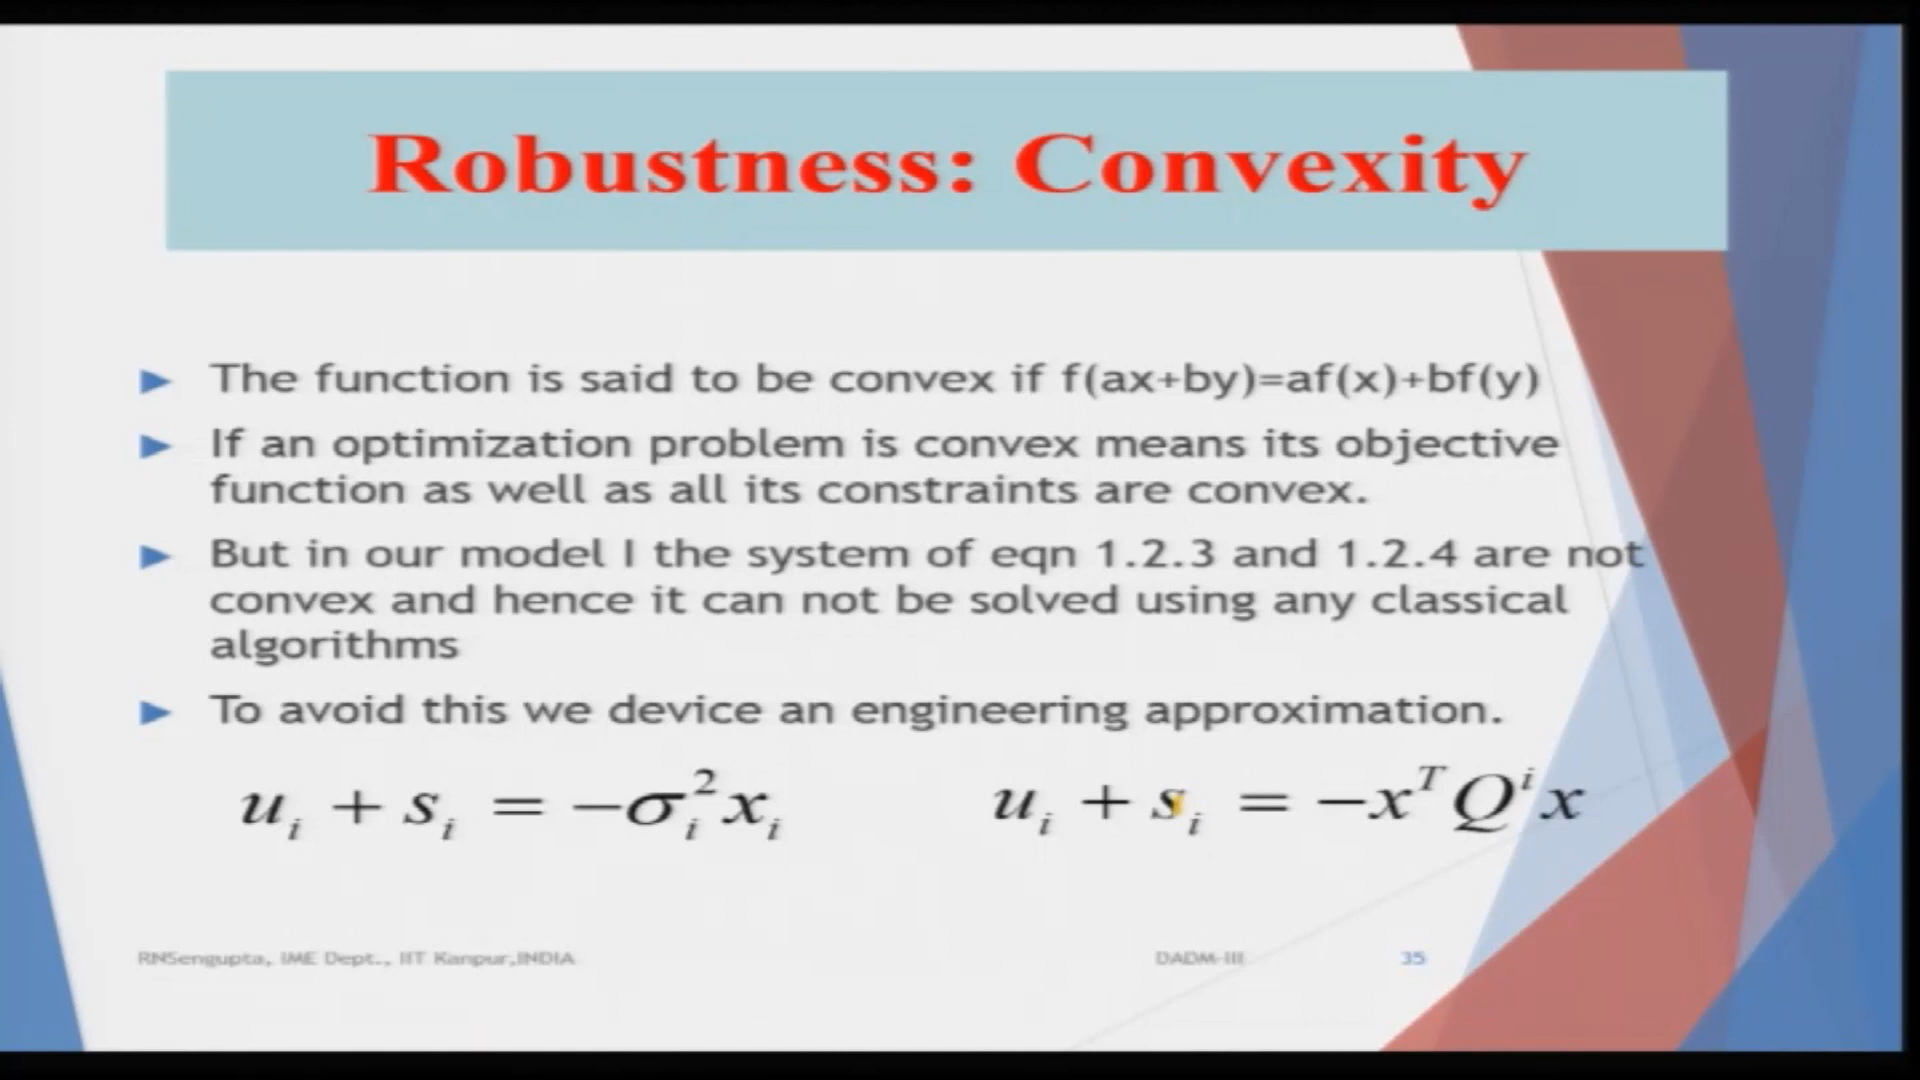 Robustness: Convexity
The function is said to be convex if f(ax+by)=af(x)+bf(y)
If an optimization problem is convex means its objective
function as well as all its constraints are convex.
But in our model I the system of eqn 1.2.3 and 1.2.4 are not
convex and hence it can not be solved using any classical
algorithms
To avoid this we device an engineering approximation.
u_i + s_i = −σ_i^2 x_i    u_i + s_i = −x^T Q^i x
RNSengupta, IME Dept., IIT Kanpur,INDIA    DADM-III    35